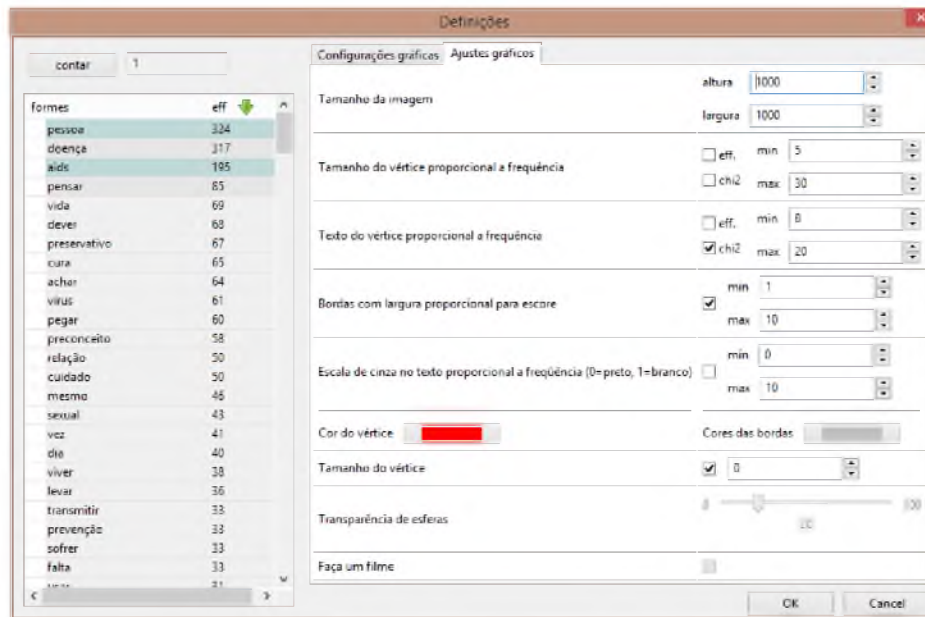 Definições
contar 1
formes eff
pessoa 324
doença 317
aids 195
pensar 85
vida 69
dever 68
preservativo 67
cura 65
achar 64
vírus 61
pegar 60
preconceito 58
relação 50
cuidado 50
mesmo 46
sexual 43
vez 41
dia 40
viver 38
levar 36
transmitir 33
prevenção 33
sofrer 33
falta 33
usar 31
Configurações gráficas Ajustes gráficos
Tamanho da imagem
altura 1000
largura 1000
Tamanho do vértice proporcional a frequência
eff. min 5
chi2 max 30
Texto do vértice proporcional a frequência
eff. min 8
chi2 max 20
Bordas com largura proporcional para escore
min 1
max 10
Escala de cinza no texto proporcional a freqüência (0=preto, 1=branco)
min 0
max 10
Cor do vértice Cores das bordas
Tamanho do vértice 0
Transparência de esferas
0 100
Faça um filme
OK Cancel